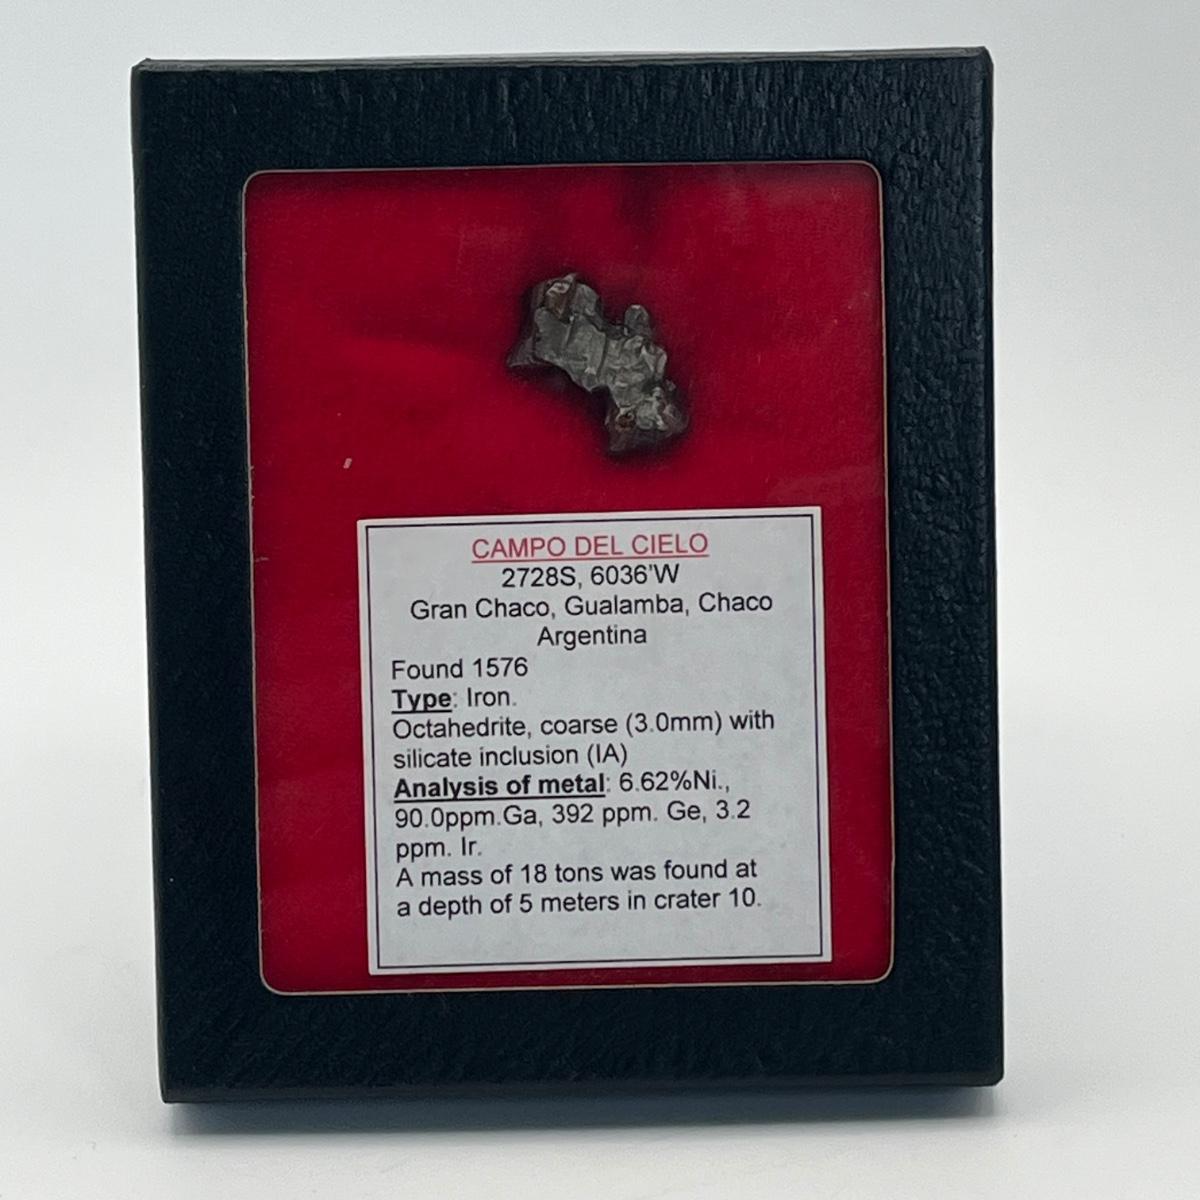 CAMPO DEL CIELO
2728S, 6036'W
Gran Chaco, Gualamba, Chaco
Argentina
Found 1576
Type: Iron.
Octahedrite, coarse (3.0mm) with
silicate inclusion (IA)
Analysis of metal: 6.62%Ni.,
90.0ppm.Ga, 392 ppm. Ge, 3.2
ppm. Ir.
A mass of 18 tons was found at
a depth of 5 meters in crater 10.